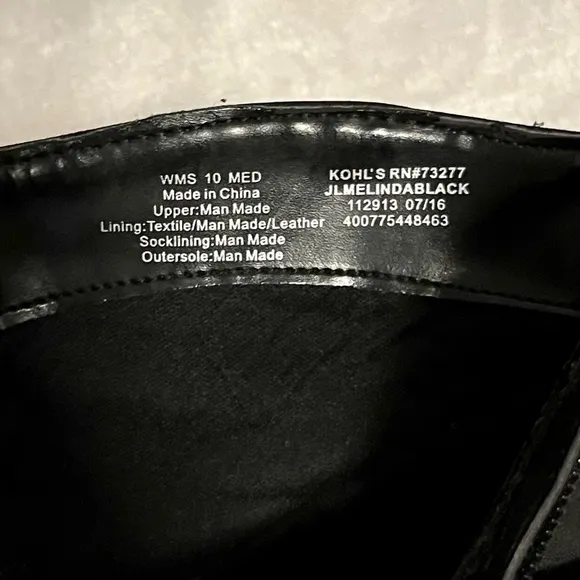 WMS 10 MED
Made in China
Upper:Man Made
Lining:Textile/Man Made/Leather
Socklining:Man Made
Outersole:Man Made
KOHL'S RN#73277
JLMELINDABLACK
112913 07/16
400775448463